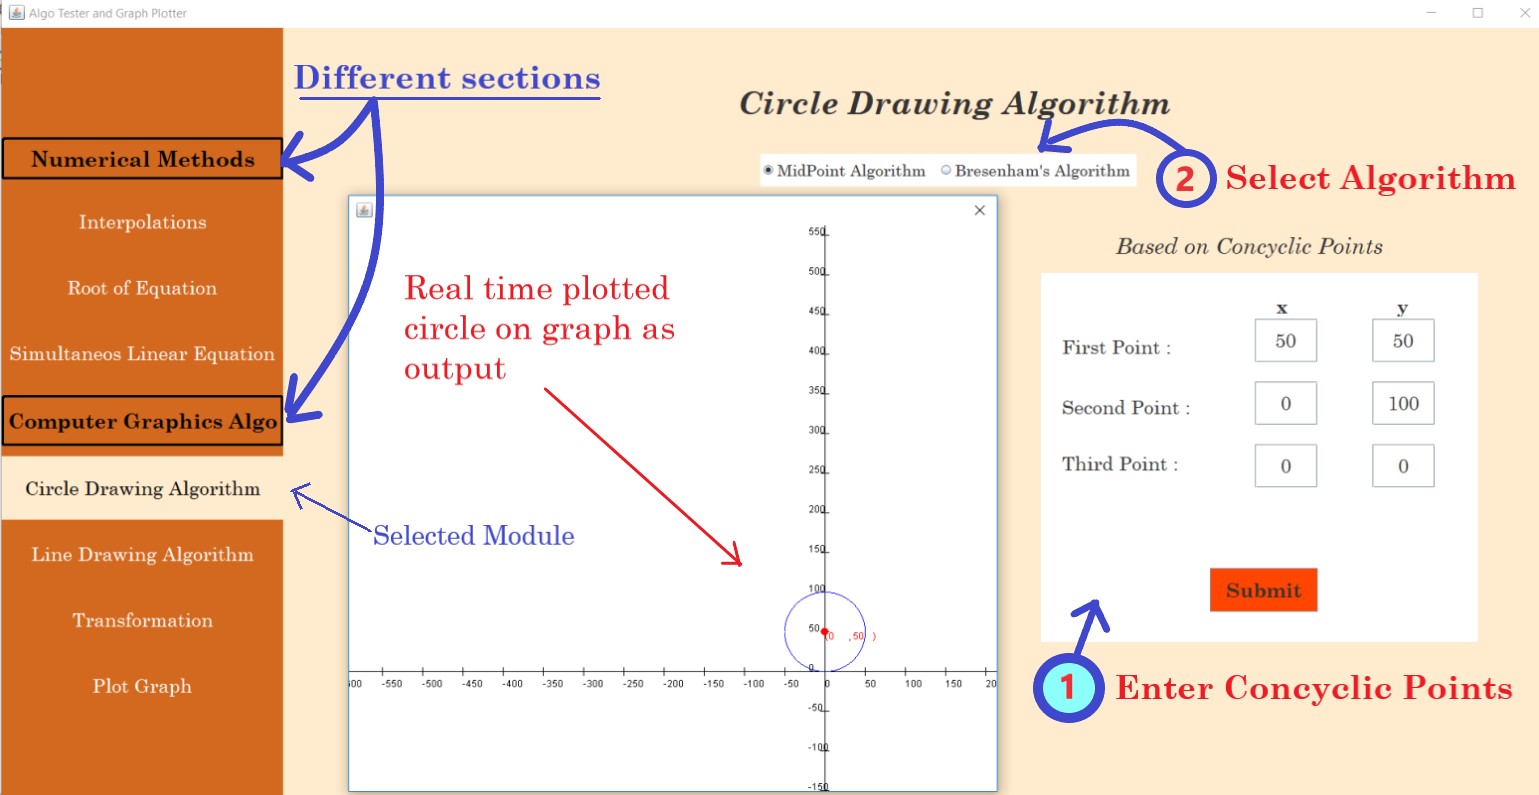 Algo Tester and Graph Plotter
Different sections
Circle Drawing Algorithm
Numerical Methods
MidPoint Algorithm Bresenham's Algorithm
2 Select Algorithm
Interpolations
Root of Equation
Simultaneos Linear Equation
Computer Graphics Algo
Circle Drawing Algorithm
Line Drawing Algorithm
Transformation
Plot Graph
Real time plotted
circle on graph as
output
Selected Module
550
500
450
400
350
300
250
200
150
100
50
(0 ,50 )
0
-550 -500 -450 -400 -350 -300 -250 -200 -150 -100 -50 0 50 100 150
-50
-100
-150
Based on Concyclic Points
x y
First Point : 50 50
Second Point : 0 100
Third Point : 0 0
Submit
1 Enter Concyclic Points